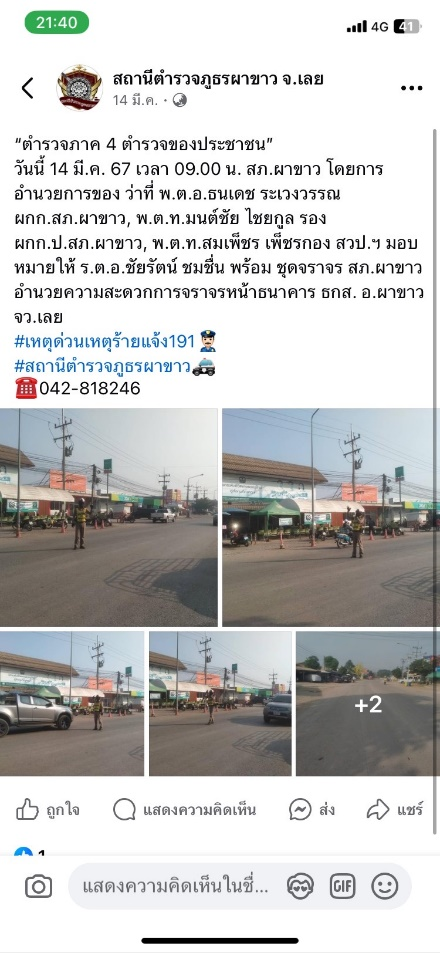 21:40
4G 41
สถานีตำรวจภูธรผาขาว จ.เลย
14 มี.ค. ·
“ตำรวจภาค 4 ตำรวจของประชาชน”
วันนี้ 14 มี.ค. 67 เวลา 09.00 น. สภ.ผาขาว โดยการ
อำนวยการของ ว่าที่ พ.ต.อ.ธนเดช ระเวงวรรณ
ผกก.สภ.ผาขาว, พ.ต.ท.มนต์ชัย ไชยกูล รอง
ผกก.ป.สภ.ผาขาว, พ.ต.ท.สมเพ็ชร เพ็ชรกอง สวป.ฯ มอบ
หมายให้ ร.ต.อ.ชัยรัตน์ ชมชื่น พร้อม ชุดจราจร สภ.ผาขาว
อำนวยความสะดวกการจราจรหน้าธนาคาร ธกส. อ.ผาขาว
จว.เลย
#เหตุด่วนเหตุร้ายแจ้ง191
#สถานีตำรวจภูธรผาขาว
042-818246
+2
ถูกใจ แสดงความคิดเห็น ส่ง แชร์
1
แสดงความคิดเห็นในชื่... GIF